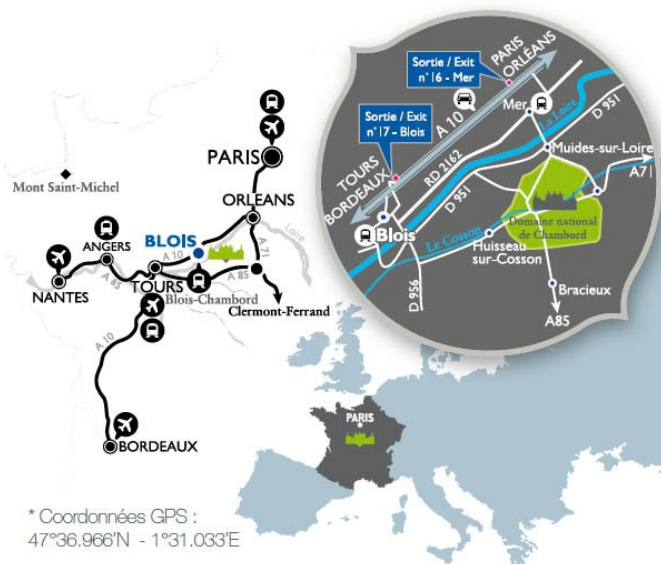 PARIS
Mont Saint-Michel
ORLEANS
Loire
BLOIS
ANGERS
A 10
A 71
NANTES
A 85
TOURS
A 85
Blois-Chambord
Clermont-Ferrand
A 10
BORDEAUX
* Coordonnées GPS :
47°36.966'N - 1°31.033'E
PARIS
ORLÉANS
Sortie / Exit
n°16 - Mer
Sortie / Exit
n°17 - Blois
A 10
Mer
La Loire
D 951
Muides-sur-Loire
A71
TOURS
BORDEAUX
RD 2162
D 951
Blois
Le Cosson
Domaine national
de Chambord
Huisseau
sur-Cosson
D 956
Bracieux
A85
PARIS